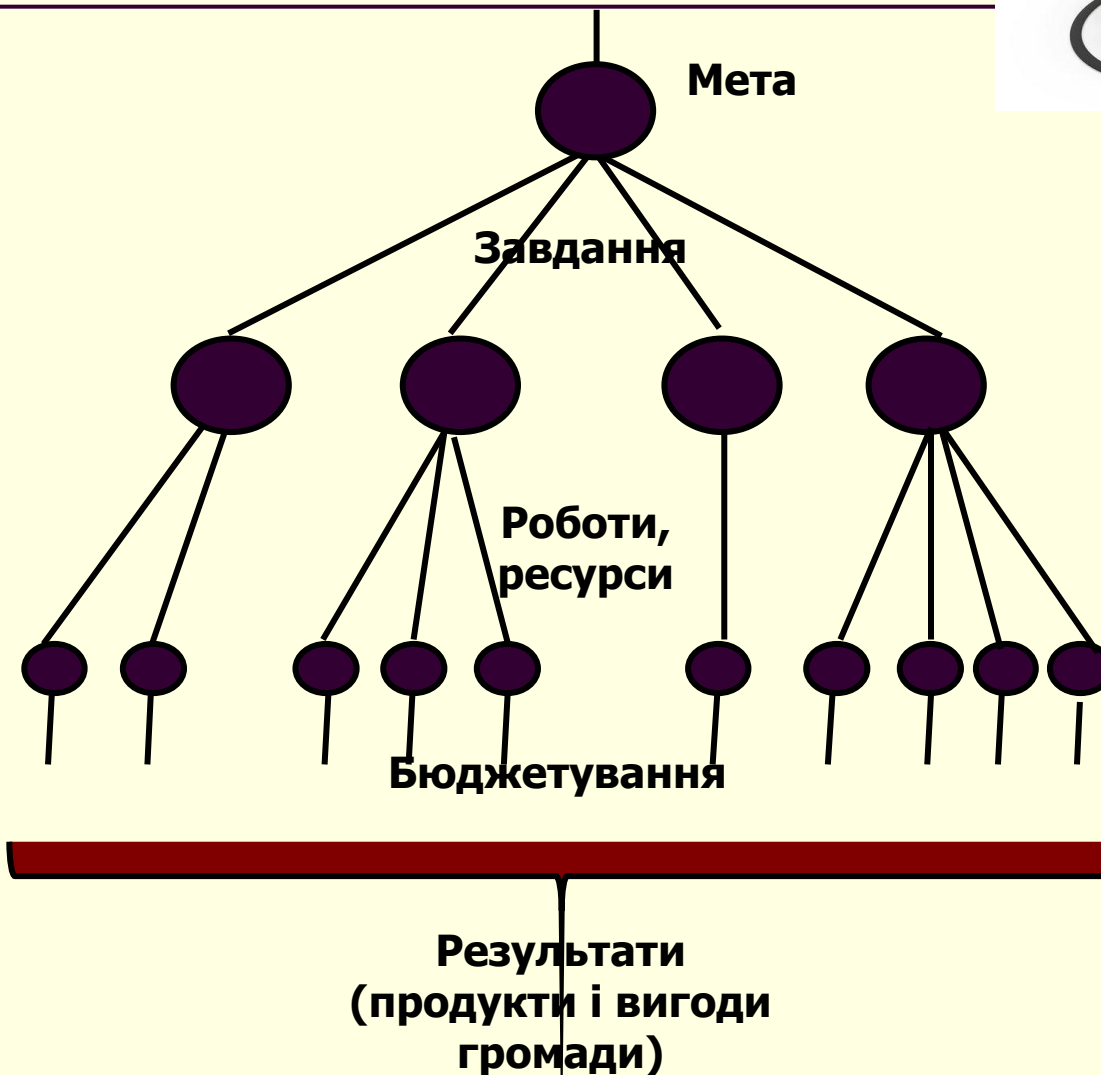 Мета
Завдання
Роботи,
ресурси
Бюджетування
Результати
(продукти і вигоди
громади)